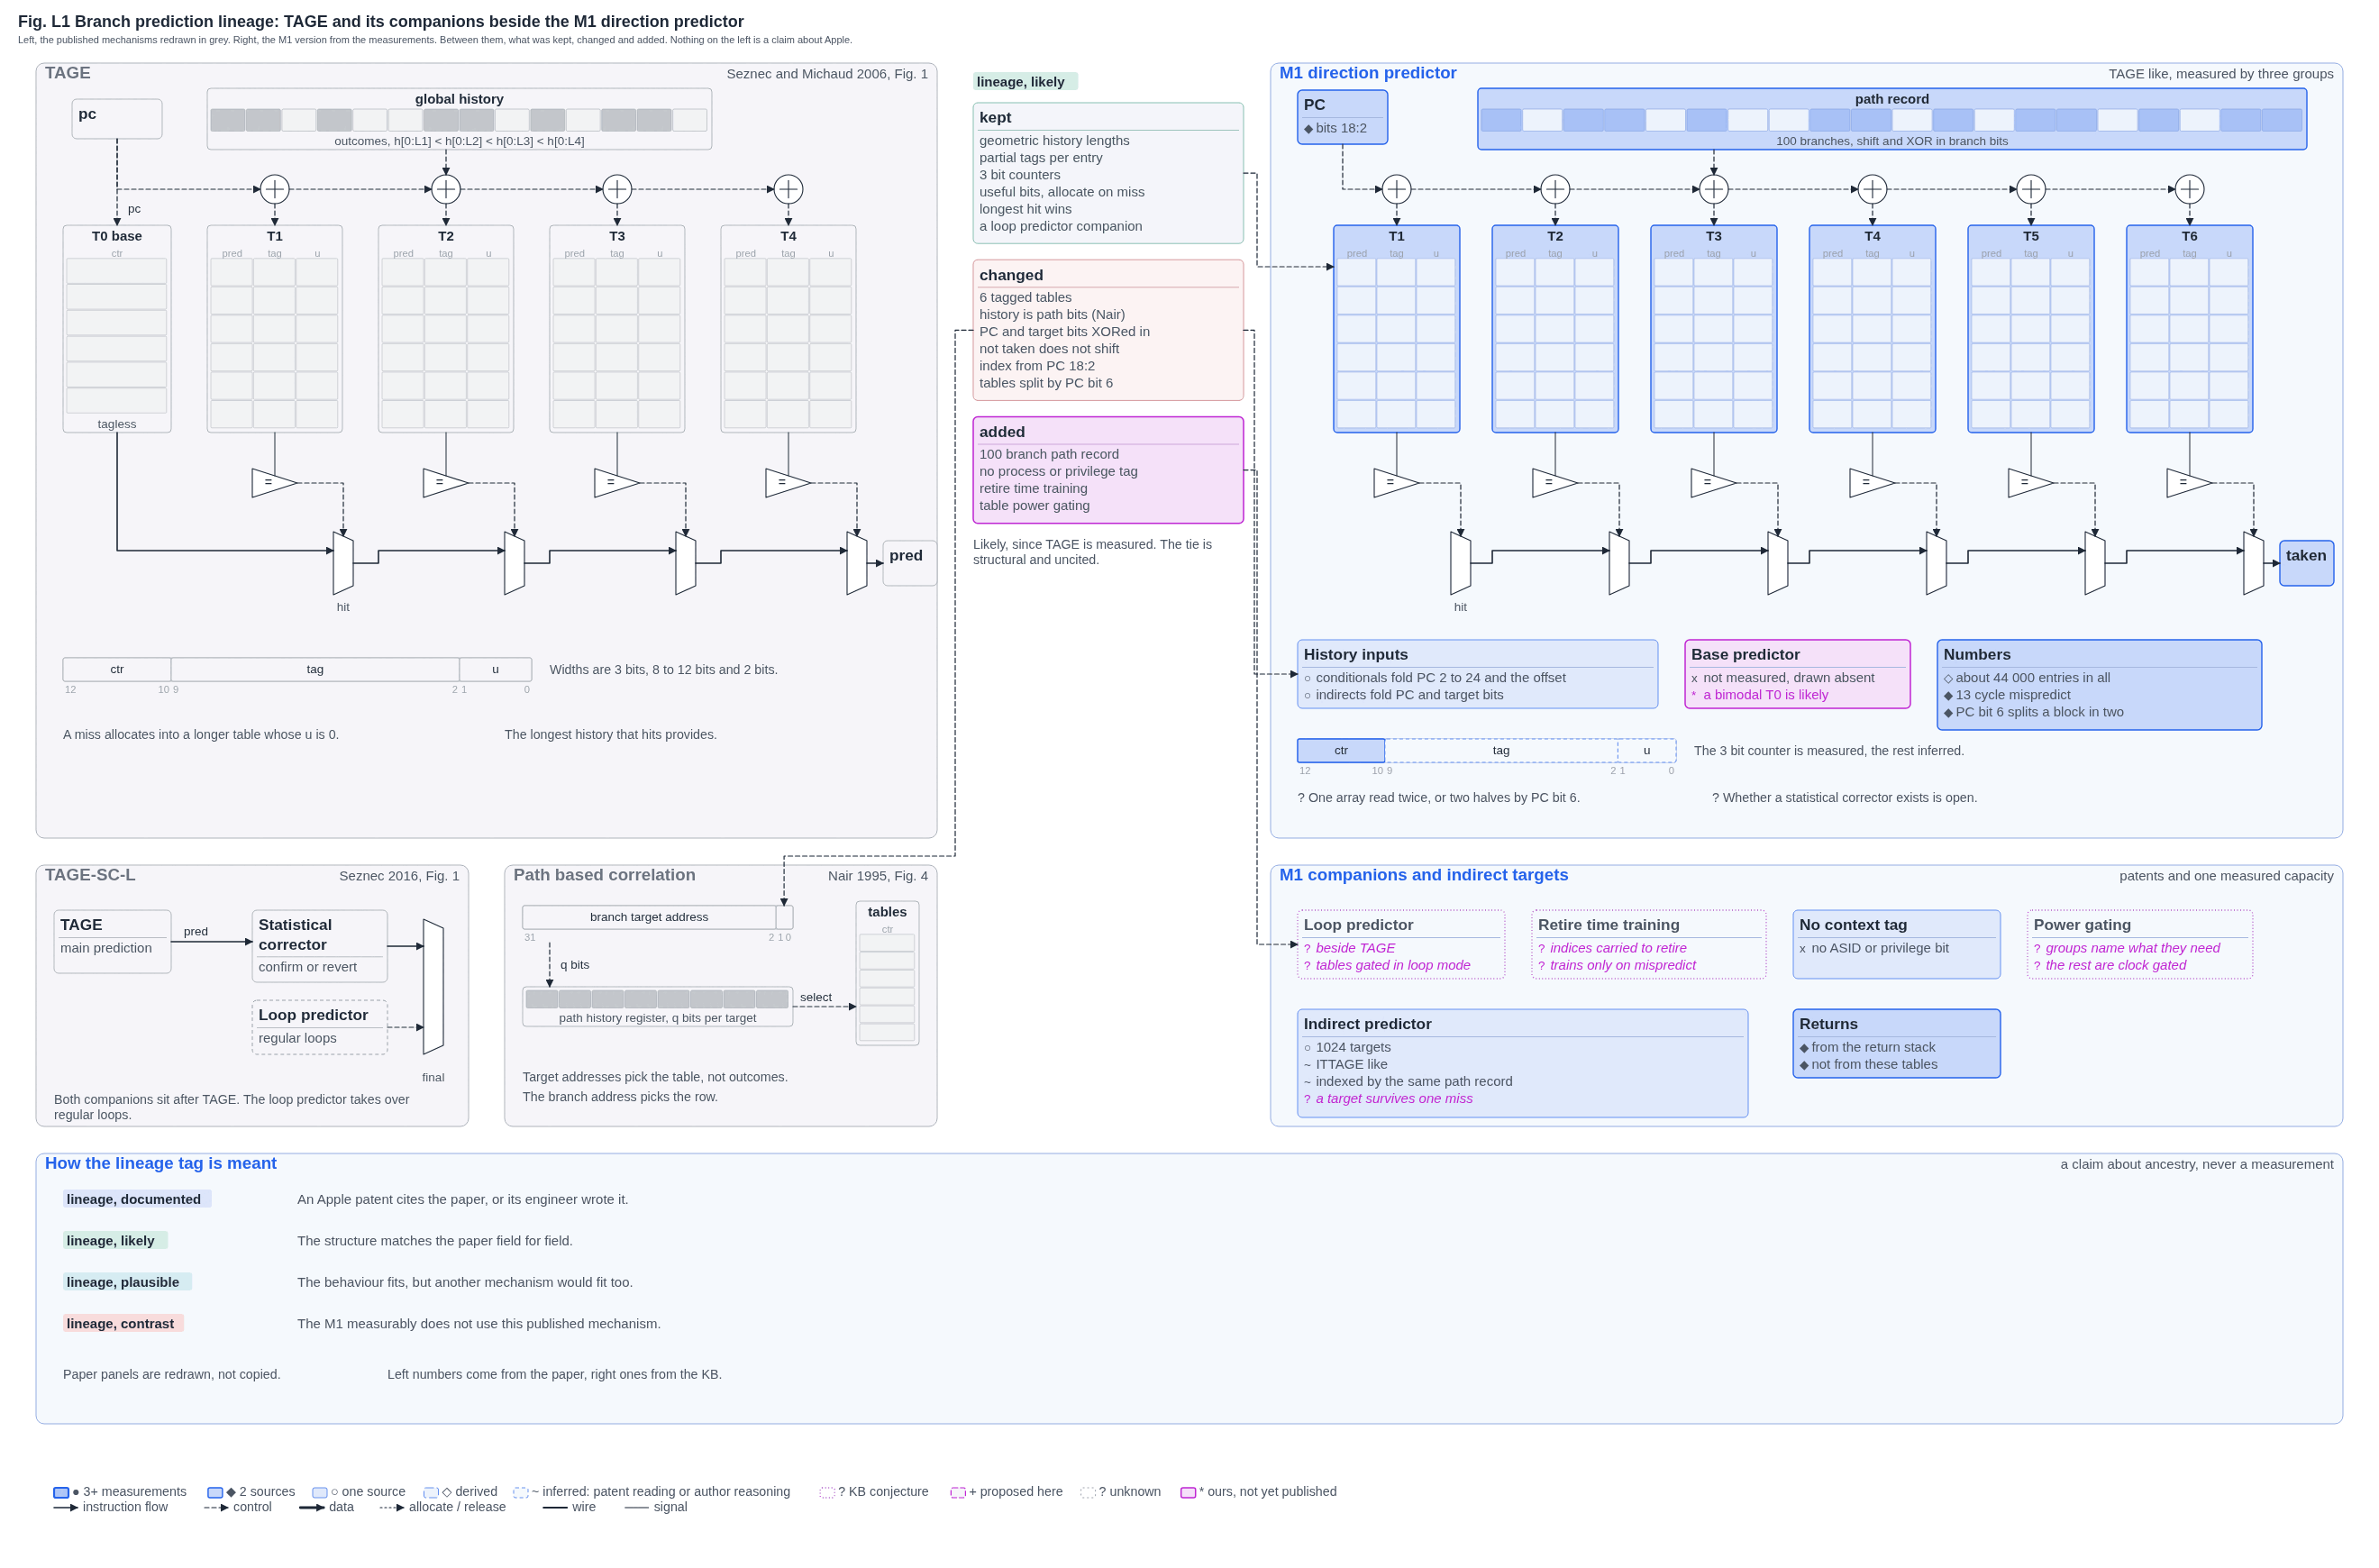 Fig. L1 Branch prediction lineage: TAGE and its companions beside the M1 direction predictor
Left, the published mechanisms redrawn in grey. Right, the M1 version from the measurements. Between them, what was kept, changed and added. Nothing on the left is a claim about Apple.
TAGE
Seznec and Michaud 2006, Fig. 1
pc
global history
outcomes, h[0:L1] < h[0:L2] < h[0:L3] < h[0:L4]
pc
T0 base
ctr
tagless
T1
pred tag u
T2
pred tag u
T3
pred tag u
T4
pred tag u
=
=
=
=
hit
pred
ctr tag u
12 10 9 2 1 0
Widths are 3 bits, 8 to 12 bits and 2 bits.
A miss allocates into a longer table whose u is 0.
The longest history that hits provides.
lineage, likely
kept
geometric history lengths
partial tags per entry
3 bit counters
useful bits, allocate on miss
longest hit wins
a loop predictor companion
changed
6 tagged tables
history is path bits (Nair)
PC and target bits XORed in
not taken does not shift
index from PC 18:2
tables split by PC bit 6
added
100 branch path record
no process or privilege tag
retire time training
table power gating
Likely, since TAGE is measured. The tie is
structural and uncited.
M1 direction predictor
TAGE like, measured by three groups
PC
◆ bits 18:2
path record
100 branches, shift and XOR in branch bits
T1
pred tag u
T2
pred tag u
T3
pred tag u
T4
pred tag u
T5
pred tag u
T6
pred tag u
=
=
=
=
=
=
hit
taken
History inputs
○ conditionals fold PC 2 to 24 and the offset
○ indirects fold PC and target bits
Base predictor
x not measured, drawn absent
* a bimodal T0 is likely
Numbers
◇ about 44 000 entries in all
◆ 13 cycle mispredict
◆ PC bit 6 splits a block in two
ctr tag u
12 10 9 2 1 0
The 3 bit counter is measured, the rest inferred.
? One array read twice, or two halves by PC bit 6.
? Whether a statistical corrector exists is open.
TAGE-SC-L
Seznec 2016, Fig. 1
TAGE
main prediction
pred
Statistical
corrector
confirm or revert
Loop predictor
regular loops
final
Both companions sit after TAGE. The loop predictor takes over
regular loops.
Path based correlation
Nair 1995, Fig. 4
branch target address
31 2 1 0
q bits
path history register, q bits per target
select
tables
ctr
Target addresses pick the table, not outcomes.
The branch address picks the row.
M1 companions and indirect targets
patents and one measured capacity
Loop predictor
? beside TAGE
? tables gated in loop mode
Retire time training
? indices carried to retire
? trains only on mispredict
No context tag
x no ASID or privilege bit
Power gating
? groups name what they need
? the rest are clock gated
Indirect predictor
○ 1024 targets
~ ITTAGE like
~ indexed by the same path record
? a target survives one miss
Returns
◆ from the return stack
◆ not from these tables
How the lineage tag is meant
a claim about ancestry, never a measurement
lineage, documented
An Apple patent cites the paper, or its engineer wrote it.
lineage, likely
The structure matches the paper field for field.
lineage, plausible
The behaviour fits, but another mechanism would fit too.
lineage, contrast
The M1 measurably does not use this published mechanism.
Paper panels are redrawn, not copied.
Left numbers come from the paper, right ones from the KB.
● 3+ measurements ◆ 2 sources ○ one source ◇ derived ~ inferred: patent reading or author reasoning ? KB conjecture + proposed here ? unknown * ours, not yet published
instruction flow control data allocate / release wire signal